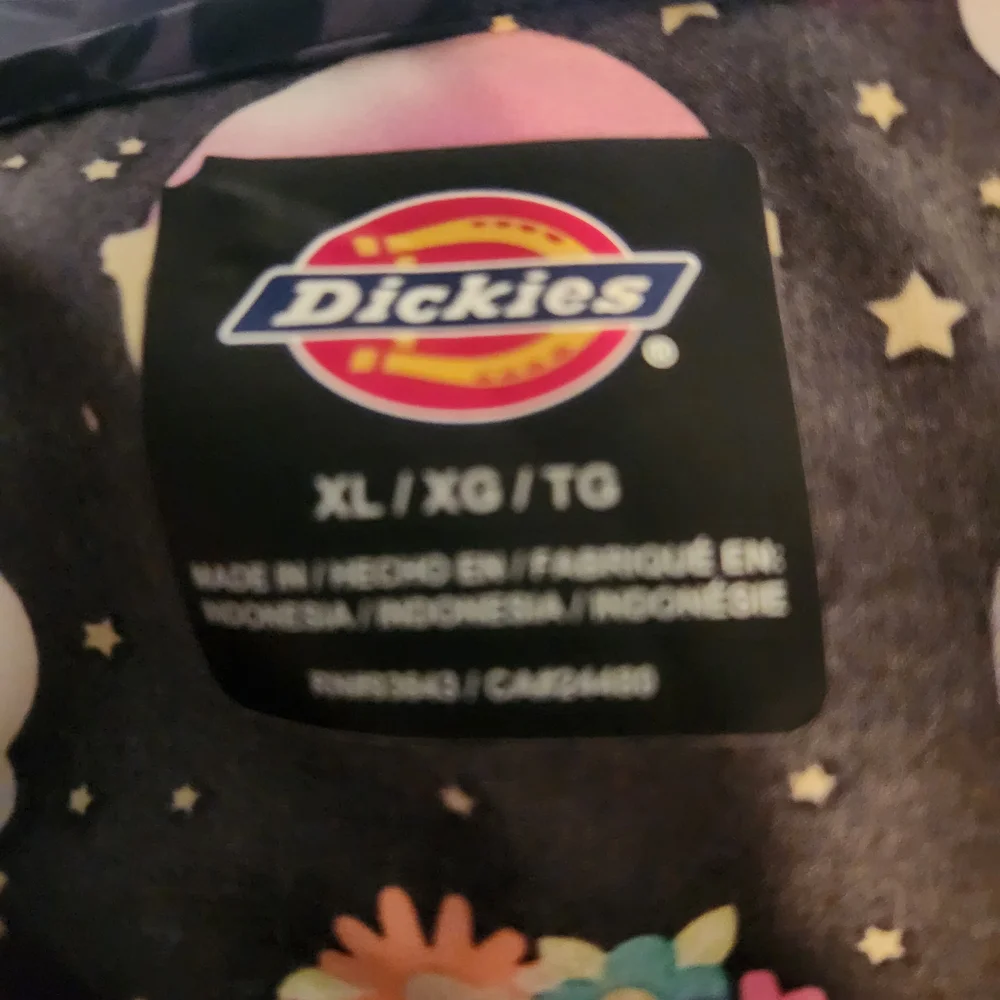 Dickies®
XL / XG / TG
MADE IN / HECHO EN / FABRIQUÉ EN:
INDONESIA / INDONESIA / INDONÉSIE